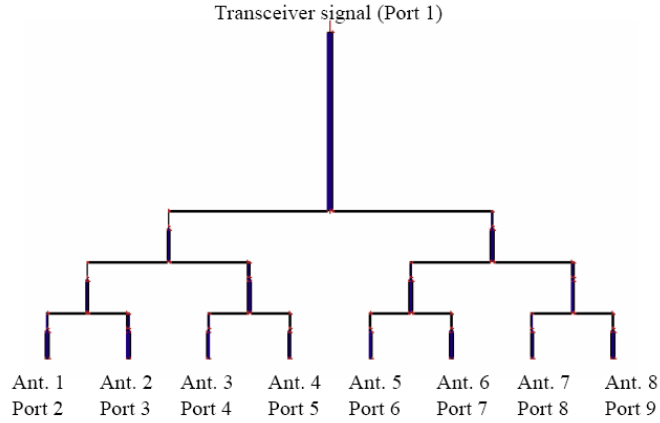 Transceiver signal (Port 1)
Ant. 1 Ant. 2 Ant. 3 Ant. 4 Ant. 5 Ant. 6 Ant. 7 Ant. 8
Port 2 Port 3 Port 4 Port 5 Port 6 Port 7 Port 8 Port 9